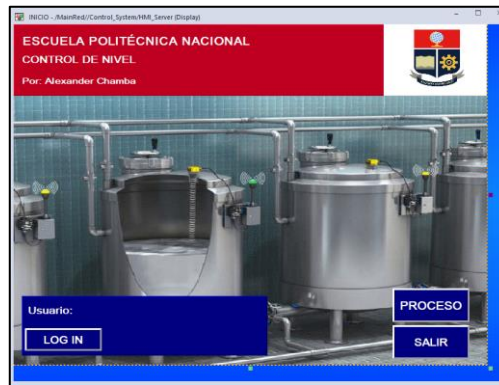 INICIO - /MainRed//Control_System/HMI_Server (Display)
ESCUELA POLITÉCNICA NACIONAL
CONTROL DE NIVEL
Por: Alexander Chamba
Usuario:
LOG IN
PROCESO
SALIR